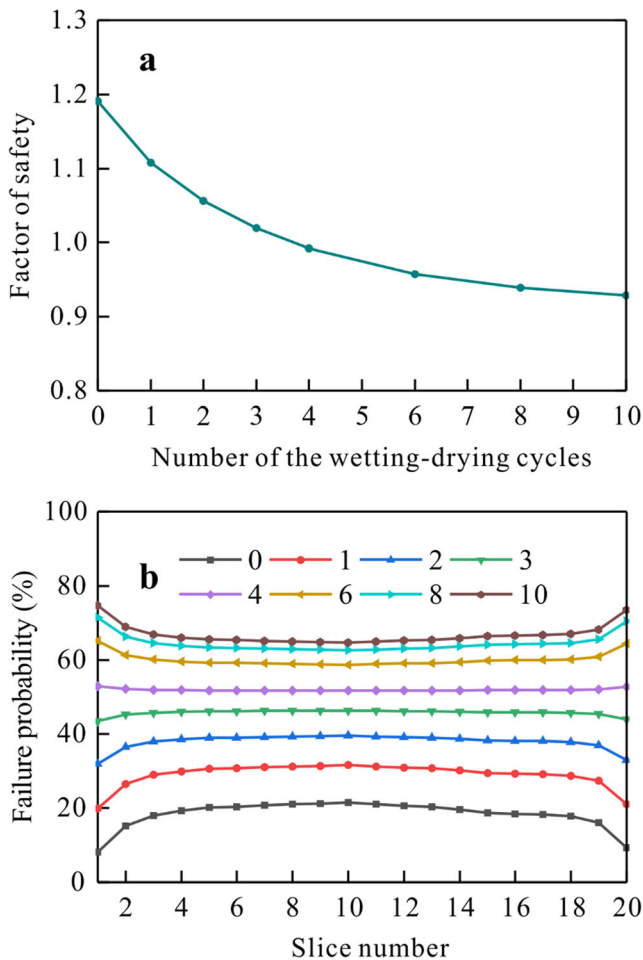 1.3
a
1.2
1.1
1.0
0.9
0.8
Factor of safety
0 1 2 3 4 5 6 7 8 9 10
Number of the wetting-drying cycles
100
b
0 1 2 3
4 6 8 10
80
60
40
20
0
Failure probability (%)
2 4 6 8 10 12 14 16 18 20
Slice number